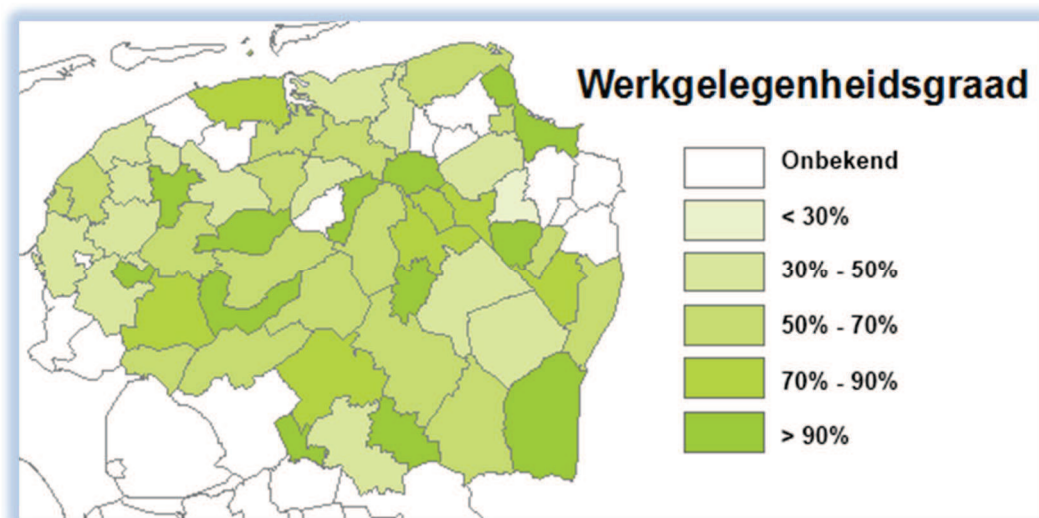 Werkgelegenheidsgraad
Onbekend
< 30%
30% - 50%
50% - 70%
70% - 90%
> 90%